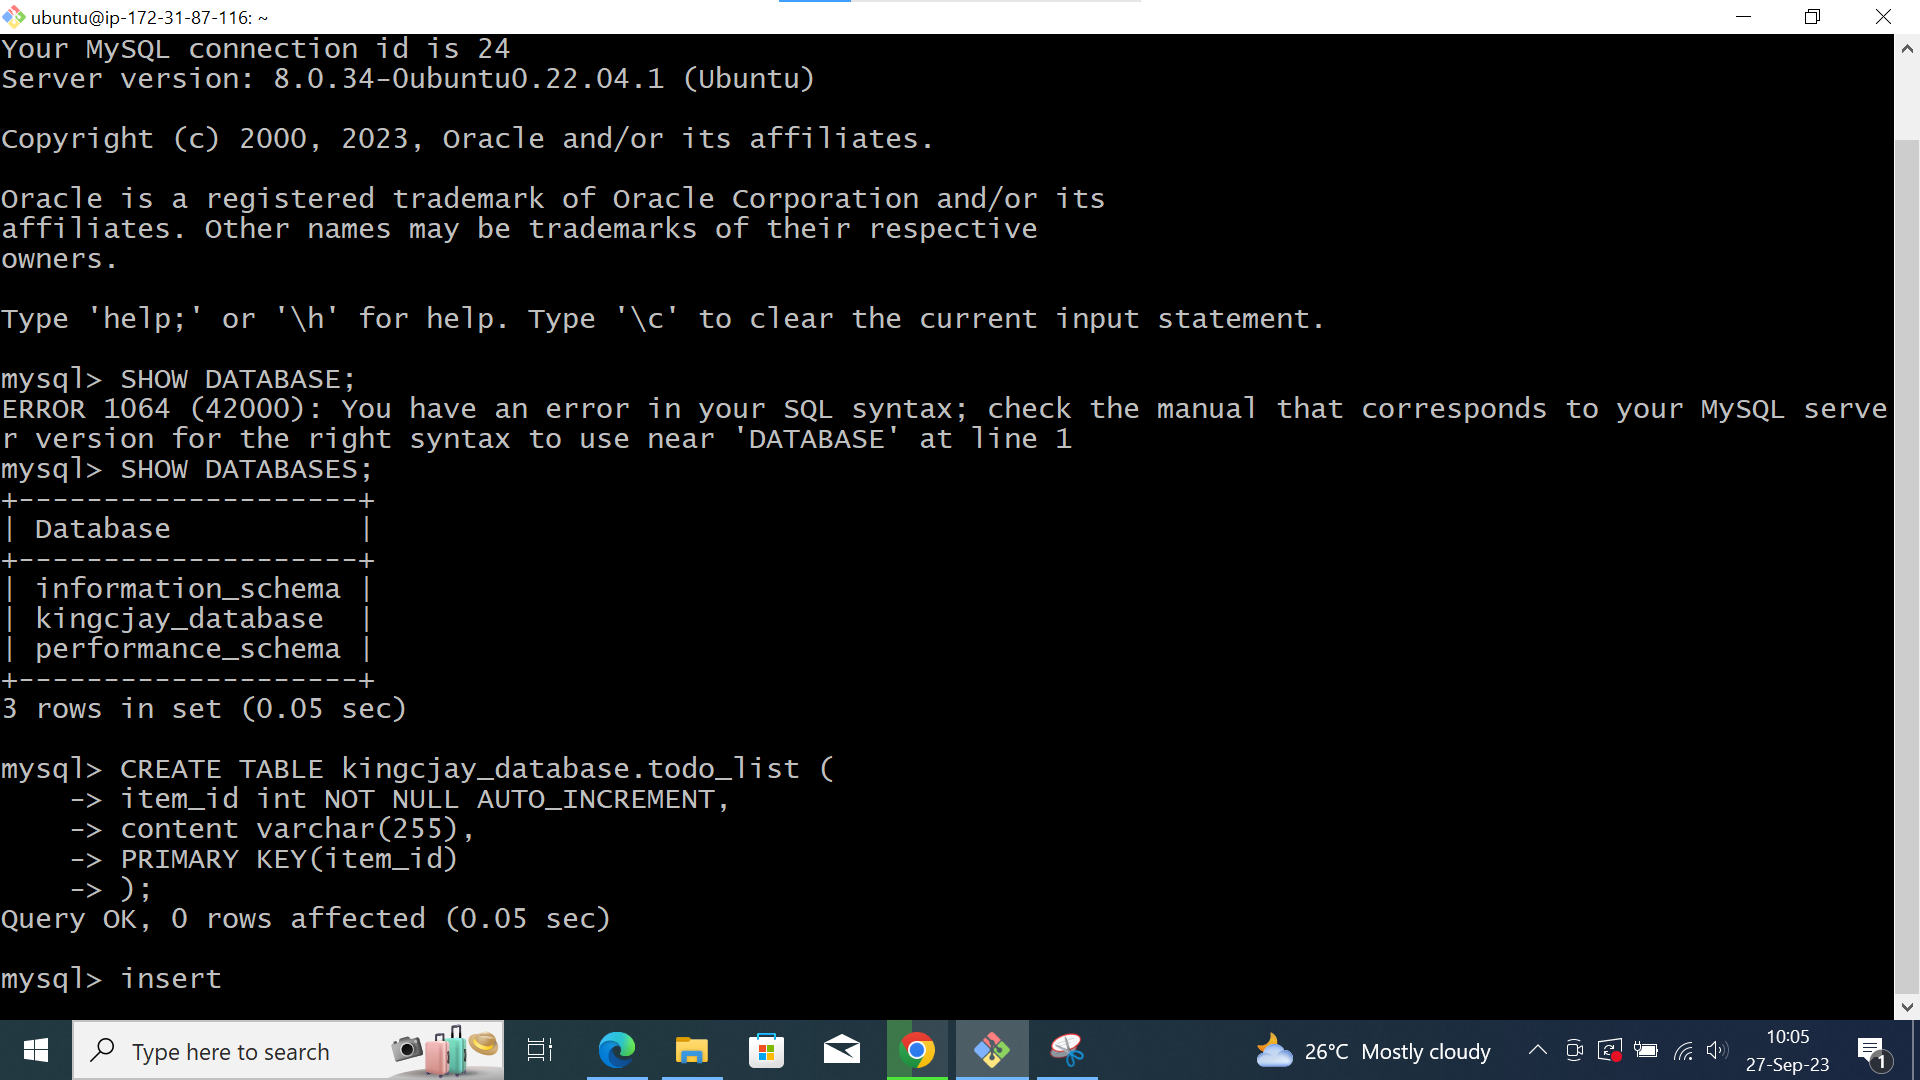 ubuntu@ip-172-31-87-116: ~
Your MySQL connection id is 24
Server version: 8.0.34-0ubuntu0.22.04.1 (Ubuntu)
Copyright (c) 2000, 2023, Oracle and/or its affiliates.
Oracle is a registered trademark of Oracle Corporation and/or its
affiliates. Other names may be trademarks of their respective
owners.
Type 'help;' or '\h' for help. Type '\c' to clear the current input statement.
mysql> SHOW DATABASE;
ERROR 1064 (42000): You have an error in your SQL syntax; check the manual that corresponds to your MySQL serve
r version for the right syntax to use near 'DATABASE' at line 1
mysql> SHOW DATABASES;
+--------------------+
| Database           |
+--------------------+
| information_schema |
| kingcjay_database  |
| performance_schema |
+--------------------+
3 rows in set (0.05 sec)
mysql> CREATE TABLE kingcjay_database.todo_list (
    -> item_id int NOT NULL AUTO_INCREMENT,
    -> content varchar(255),
    -> PRIMARY KEY(item_id)
    -> );
Query OK, 0 rows affected (0.05 sec)
mysql> insert
Type here to search
26°C Mostly cloudy
10:05
27-Sep-23
1